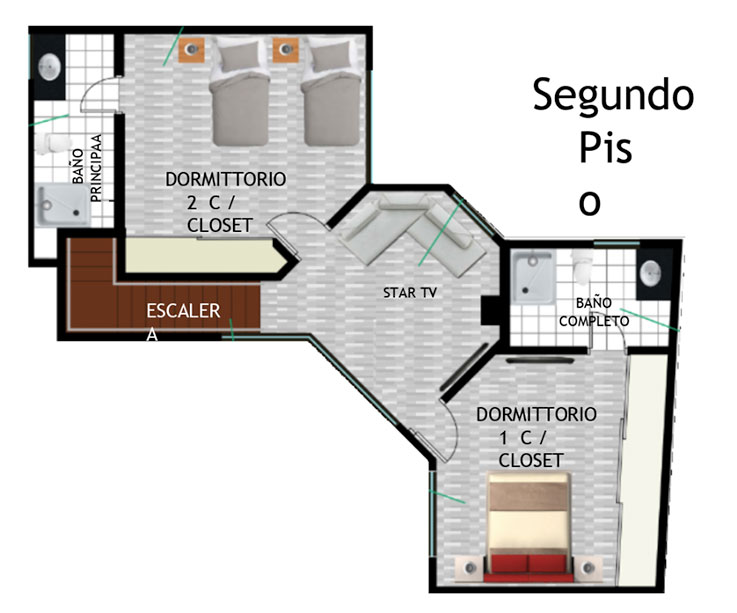 Segundo
Pis
o
BAÑO
PRINCIPAA
DORMITTORIO
2 C /
CLOSET
STAR TV
ESCALER
A
BAÑO
COMPLETO
DORMITTORIO
1 C /
CLOSET